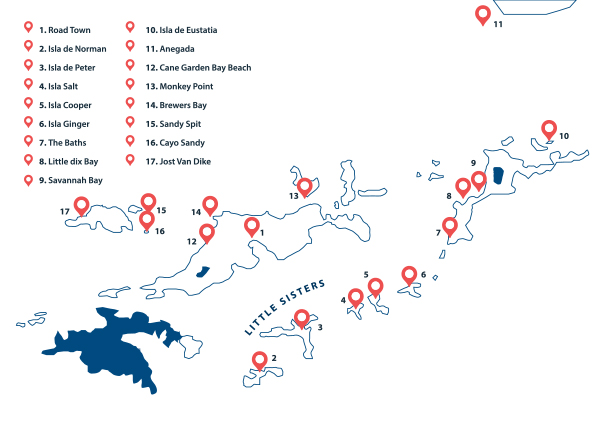 1. Road Town
2. Isla de Norman
3. Isla de Peter
4. Isla Salt
5. Isla Cooper
6. Isla Ginger
7. The Baths
8. Little dix Bay
9. Savannah Bay
10. Isla de Eustatia
11. Anegada
12. Cane Garden Bay Beach
13. Monkey Point
14. Brewers Bay
15. Sandy Spit
16. Cayo Sandy
17. Jost Van Dike
11
10
9
8
7
13
17
15
16
14
12
1
6
5
4
LITTLE SISTERS
3
2